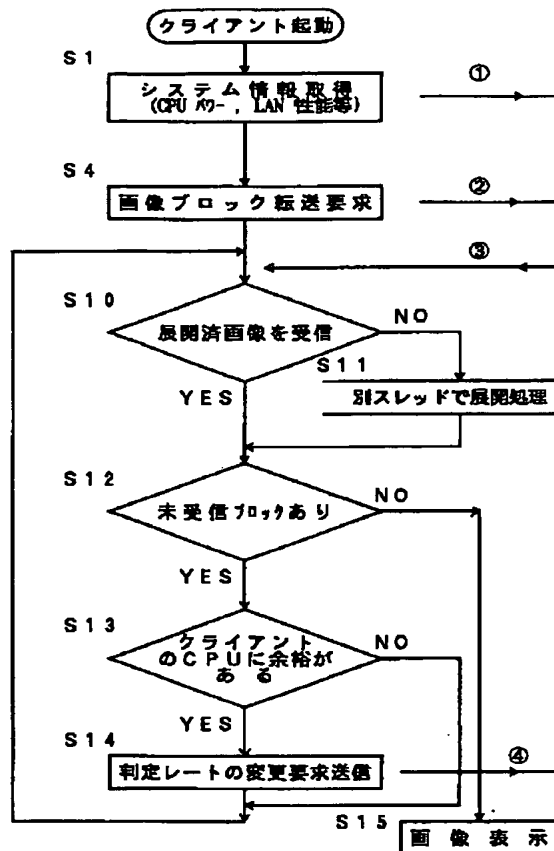 クライアント起動
S1
システム情報取得
(CPU パワー, LAN 性能等)
①
S4
画像ブロック転送要求
②
③
S10
展開済画像を受信
NO
S11
YES
別スレッドで展開処理
S12
未受信ブロックあり
NO
YES
S13
クライアント
のCPUに余裕が
ある
NO
YES
S14
判定レートの変更要求送信
④
S15
画像表示